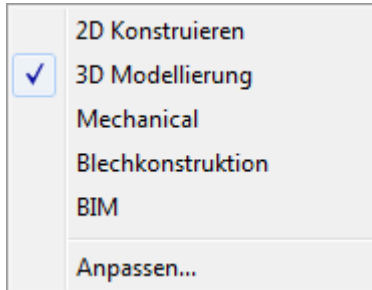 2D Konstruieren
3D Modellierung
Mechanical
Blechkonstruktion
BIM
Anpassen...